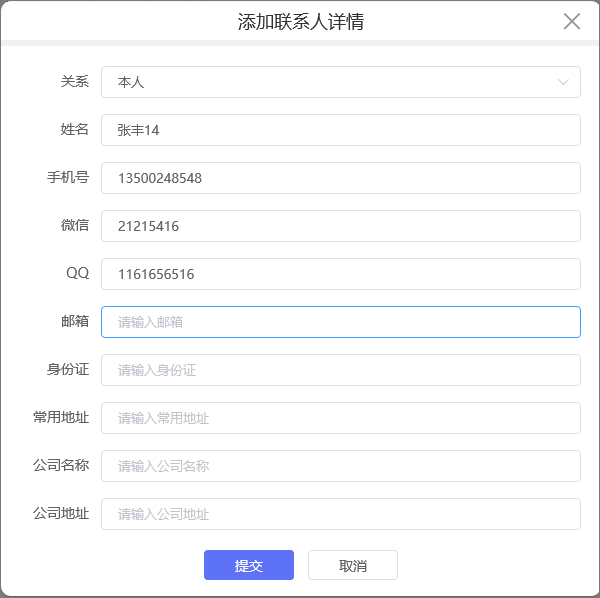 添加联系人详情
关系 本人
姓名 张丰14
手机号 13500248548
微信 21215416
QQ 1161656516
邮箱 请输入邮箱
身份证 请输入身份证
常用地址 请输入常用地址
公司名称 请输入公司名称
公司地址 请输入公司地址
提交 取消